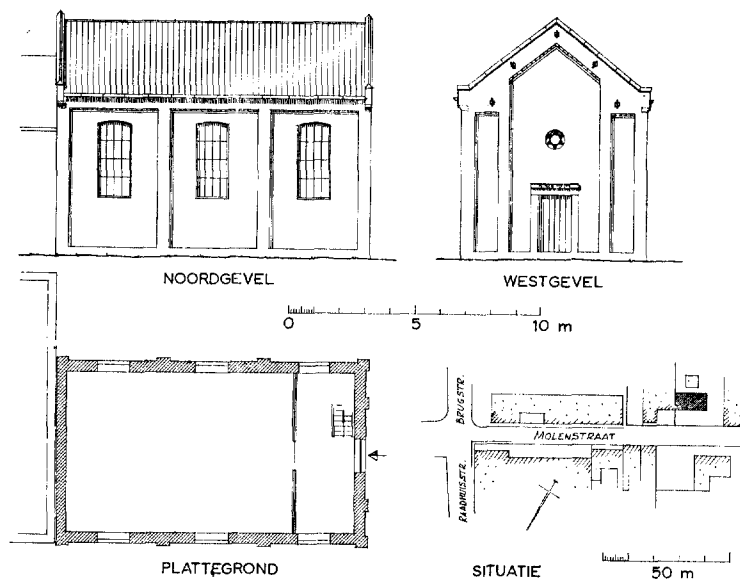 NOORDGEVEL
WESTGEVEL
0 5 10 m
BRUGSTR.
MOLENSTRAAT
RAADHUISSTR.
PLATTEGROND
SITUATIE
50 m